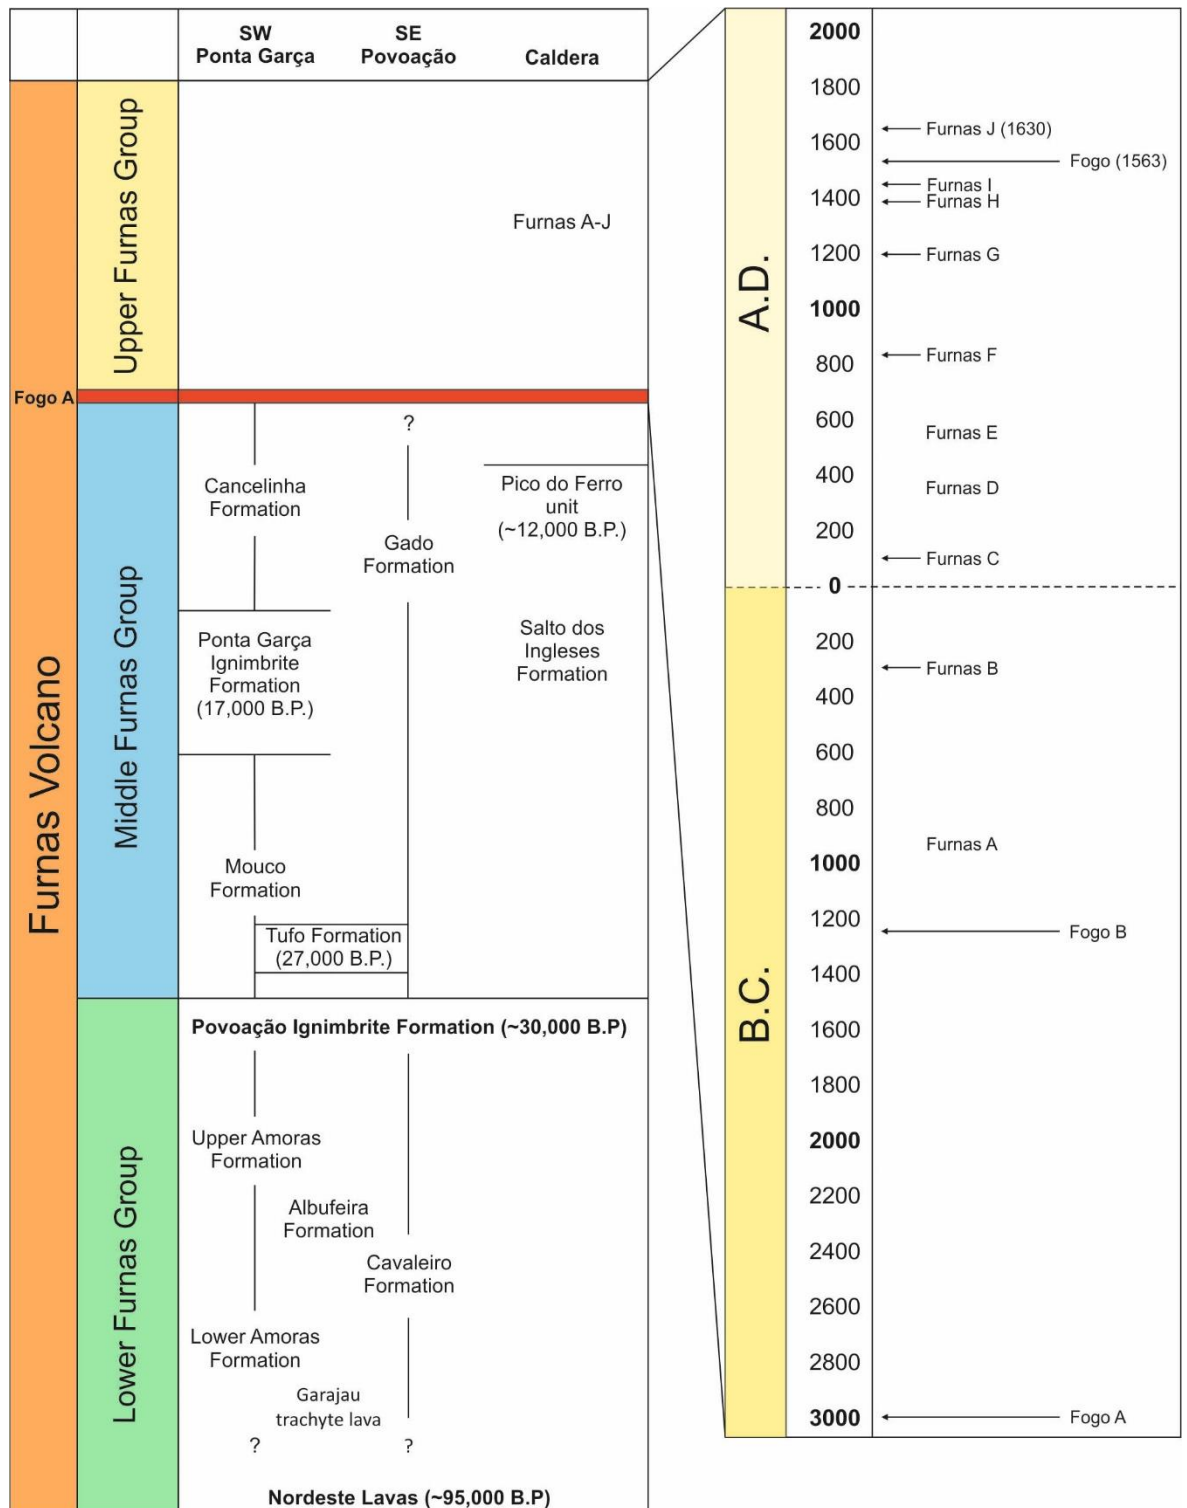 SW
Ponta Garça
SE
Povoação
Caldera
Furnas Volcano
Upper Furnas Group
Furnas A-J
Fogo A
Middle Furnas Group
?
Cancelinha
Formation
Gado
Formation
Pico do Ferro
unit
(~12,000 B.P.)
Ponta Garça
Ignimbrite
Formation
(17,000 B.P.)
Salto dos
Ingleses
Formation
Mouco
Formation
Tufo Formation
(27,000 B.P.)
Lower Furnas Group
Povoação Ignimbrite Formation (~30,000 B.P)
Upper Amoras
Formation
Albufeira
Formation
Cavaleiro
Formation
Lower Amoras
Formation
Garajau
trachyte lava
?
?
Nordeste Lavas (~95,000 B.P)
A.D.
B.C.
2000
1800
1600
1400
1200
1000
800
600
400
200
0
200
400
600
800
1000
1200
1400
1600
1800
2000
2200
2400
2600
2800
3000
Furnas J (1630)
Fogo (1563)
Furnas I
Furnas H
Furnas G
Furnas F
Furnas E
Furnas D
Furnas C
Furnas B
Furnas A
Fogo B
Fogo A